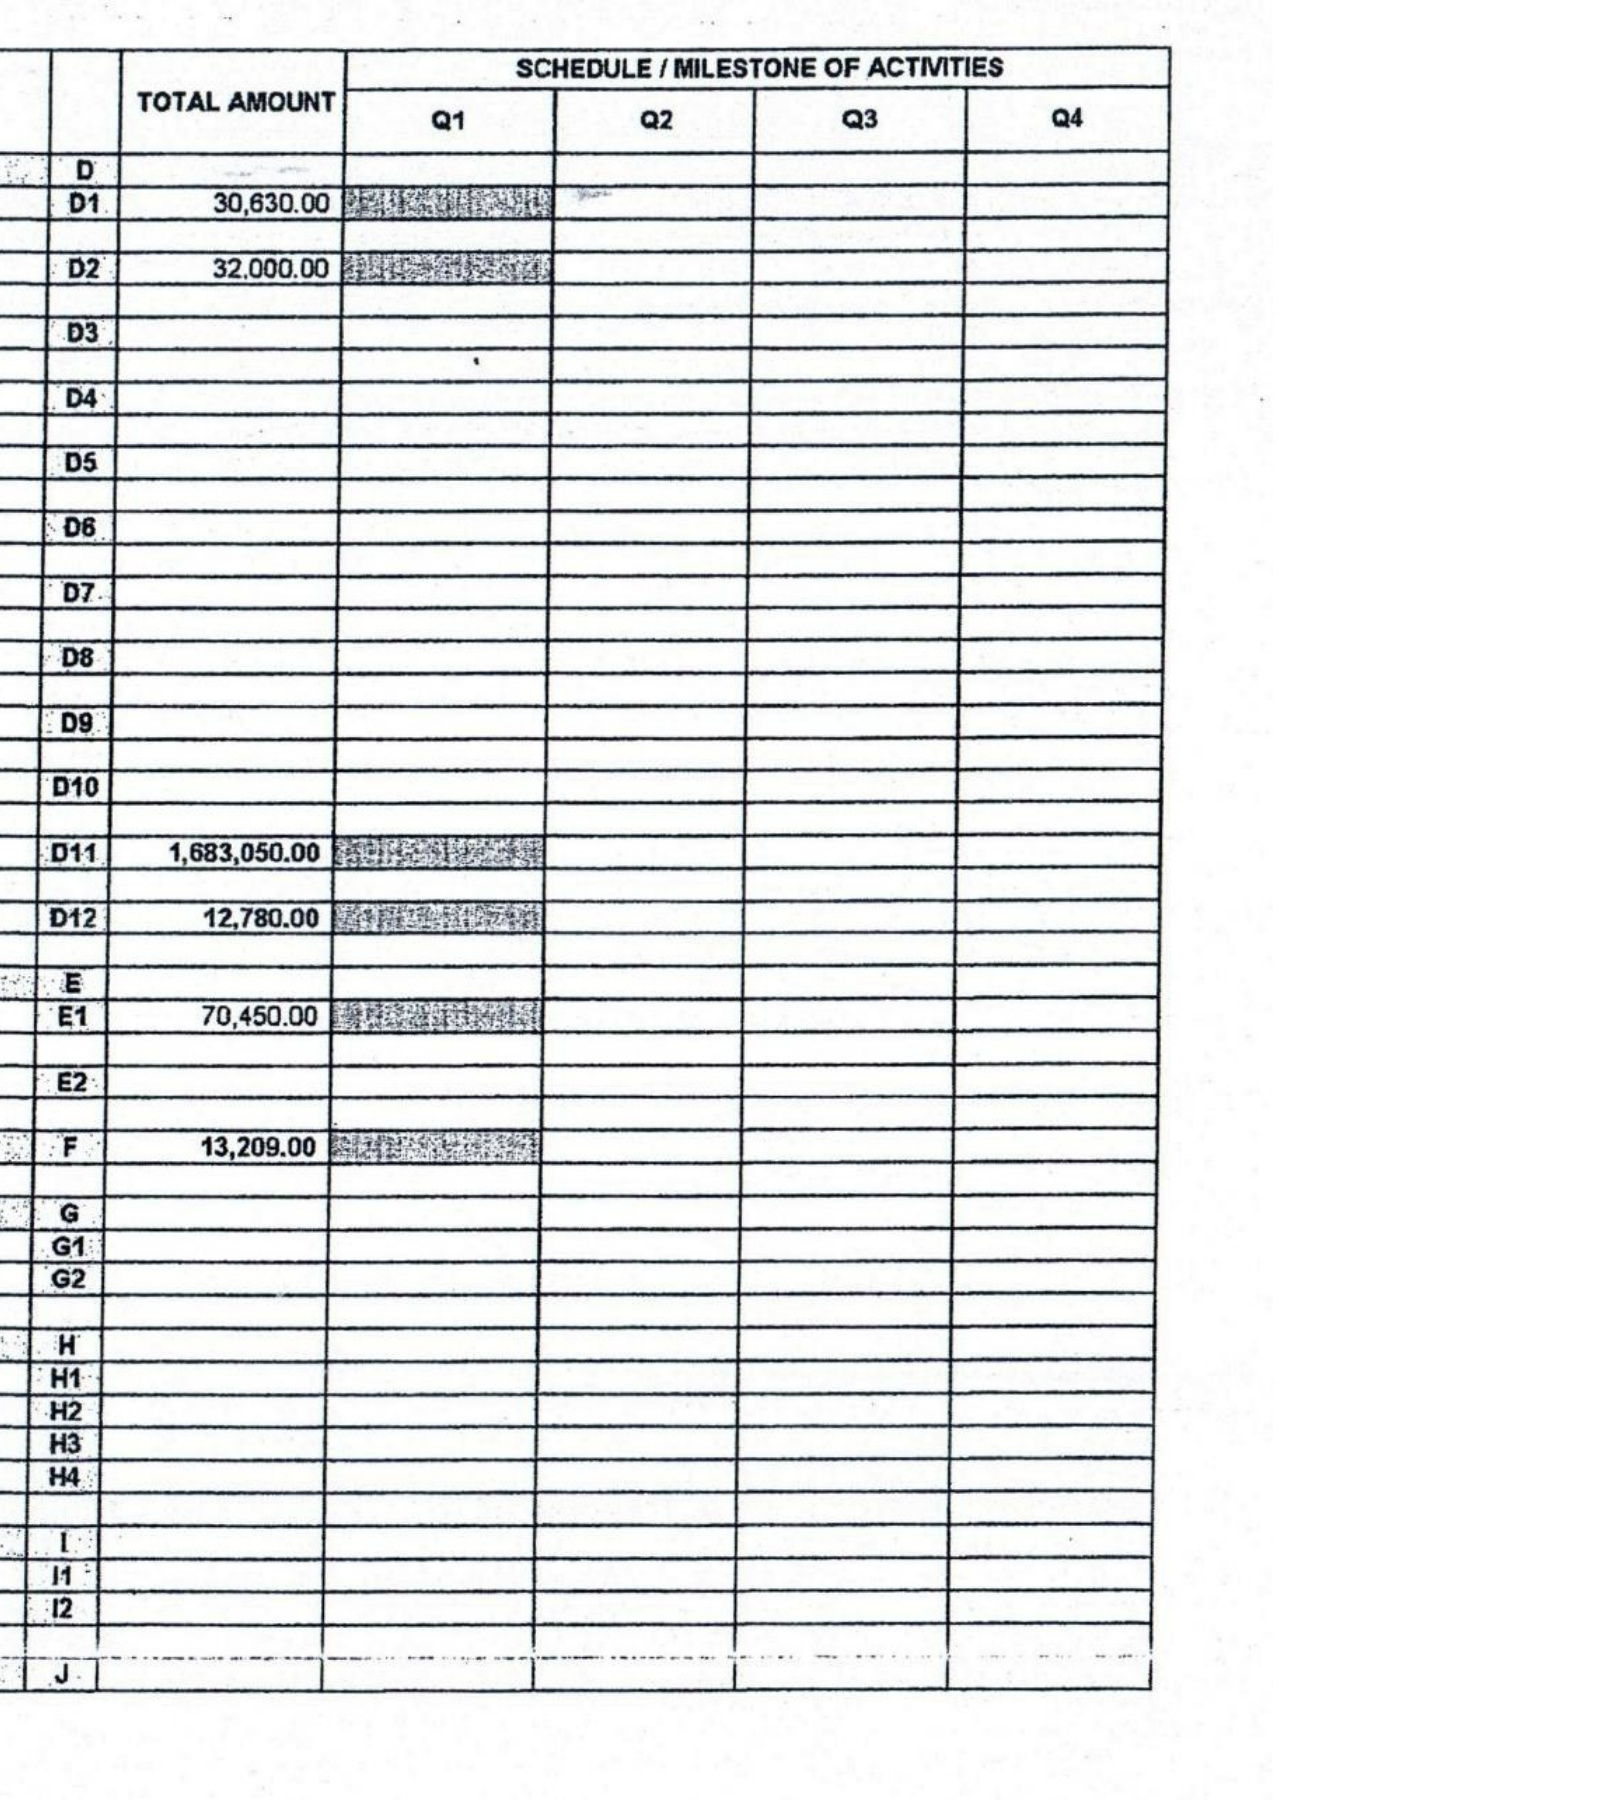 SCHEDULE / MILESTONE OF ACTIVITIES
TOTAL AMOUNT
Q1 Q2 Q3 Q4
D
D1 30,630.00
D2 32,000.00
D3
D4
D5
D6
D7
D8
D9
D10
D11 1,683,050.00
D12 12,780.00
E
E1 70,450.00
E2
F 13,209.00
G
G1
G2
H
H1
H2
H3
H4
I
I1
I2
J